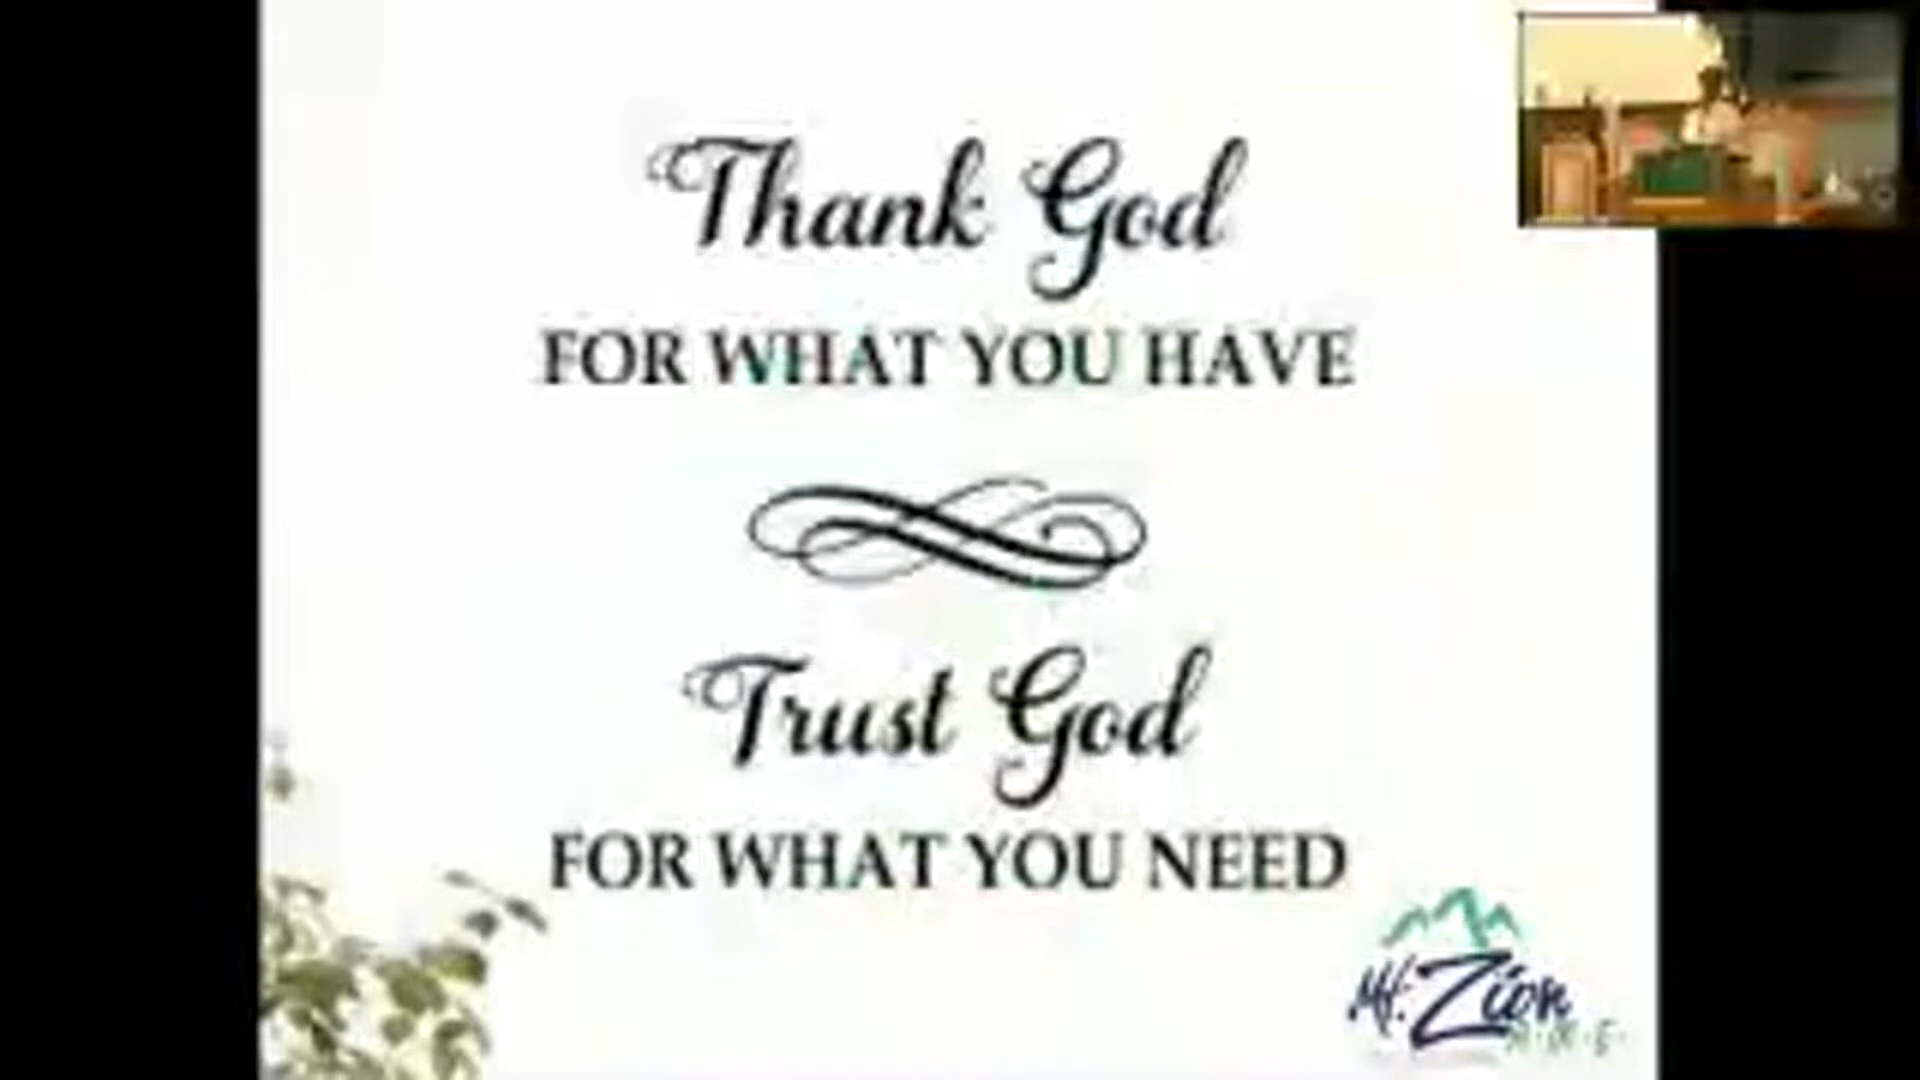 Thank God
FOR WHAT YOU HAVE
Trust God
FOR WHAT YOU NEED
Mt. Zion